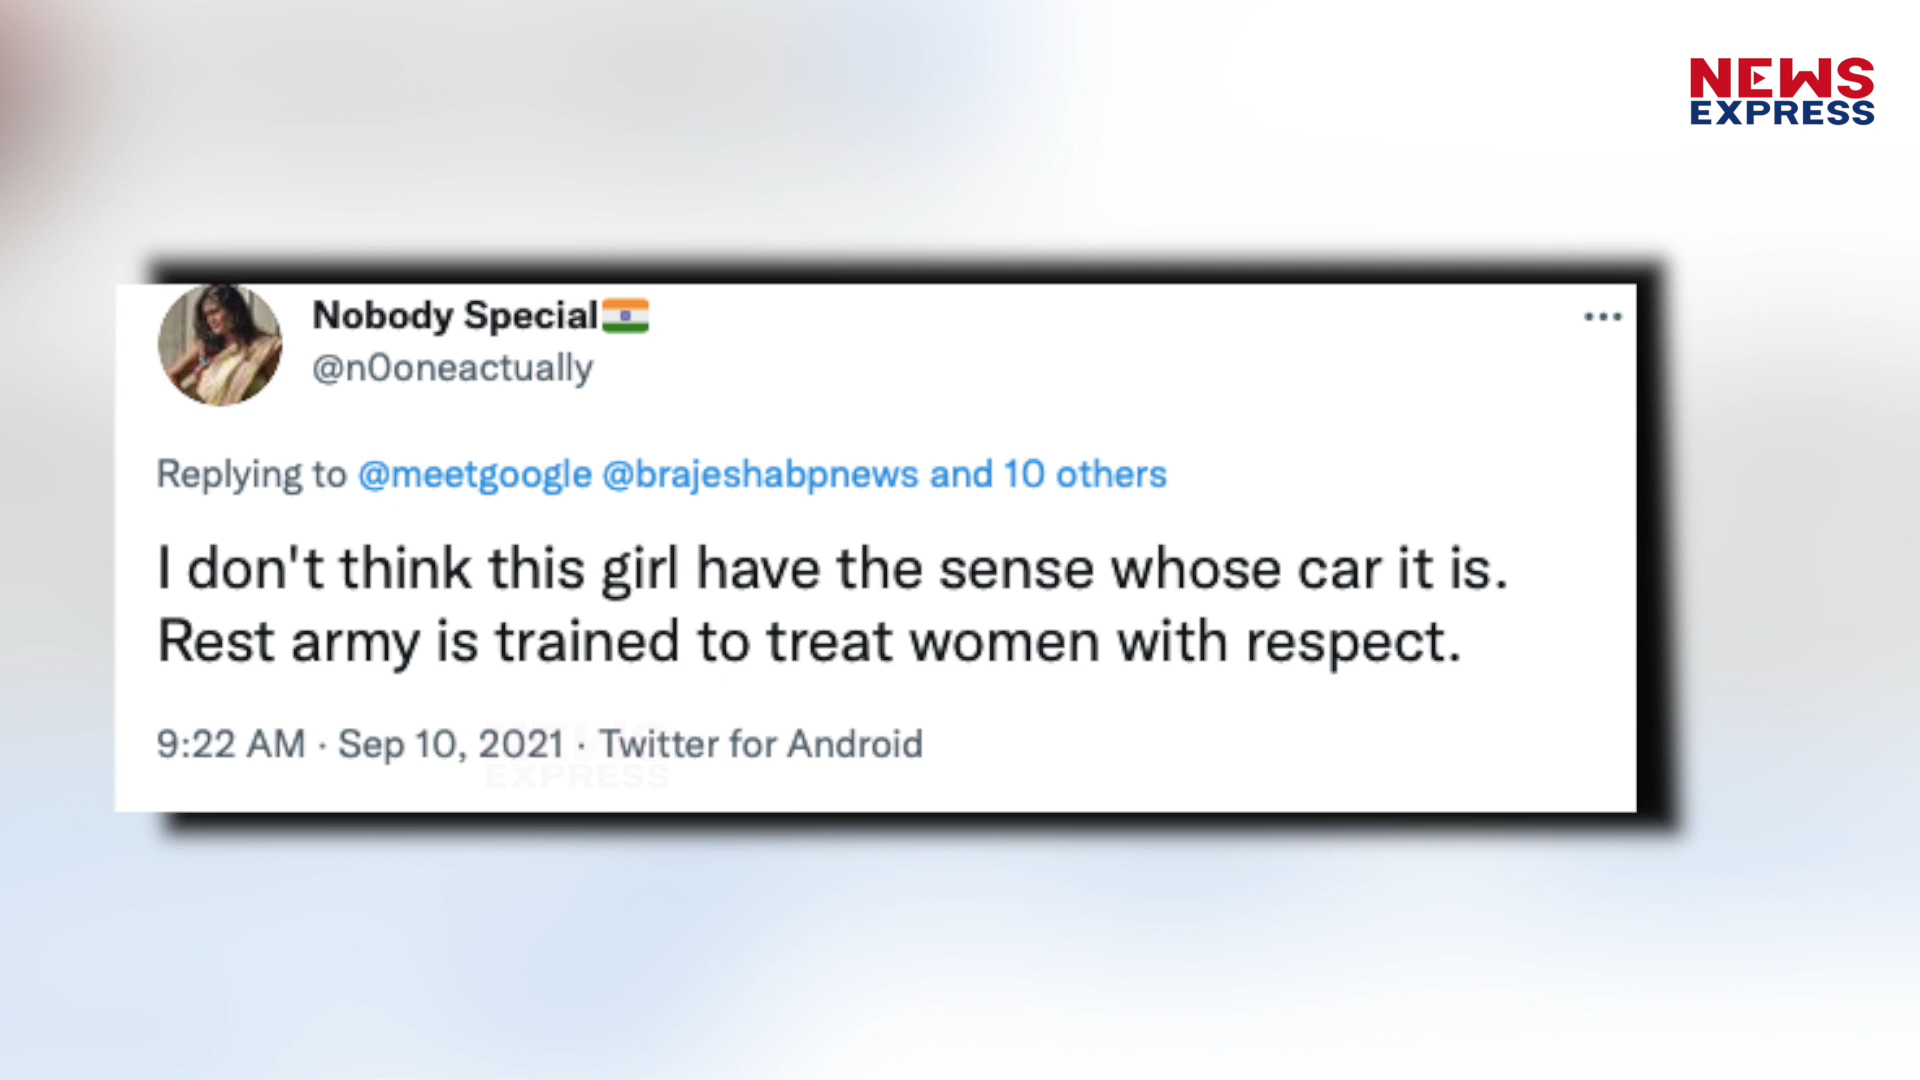 NEWS
EXPRESS
Nobody Special
@n0oneactually
Replying to @meetgoogle @brajeshabpnews and 10 others
I don't think this girl have the sense whose car it is.
Rest army is trained to treat women with respect.
9:22 AM · Sep 10, 2021 · Twitter for Android
EXPRESS